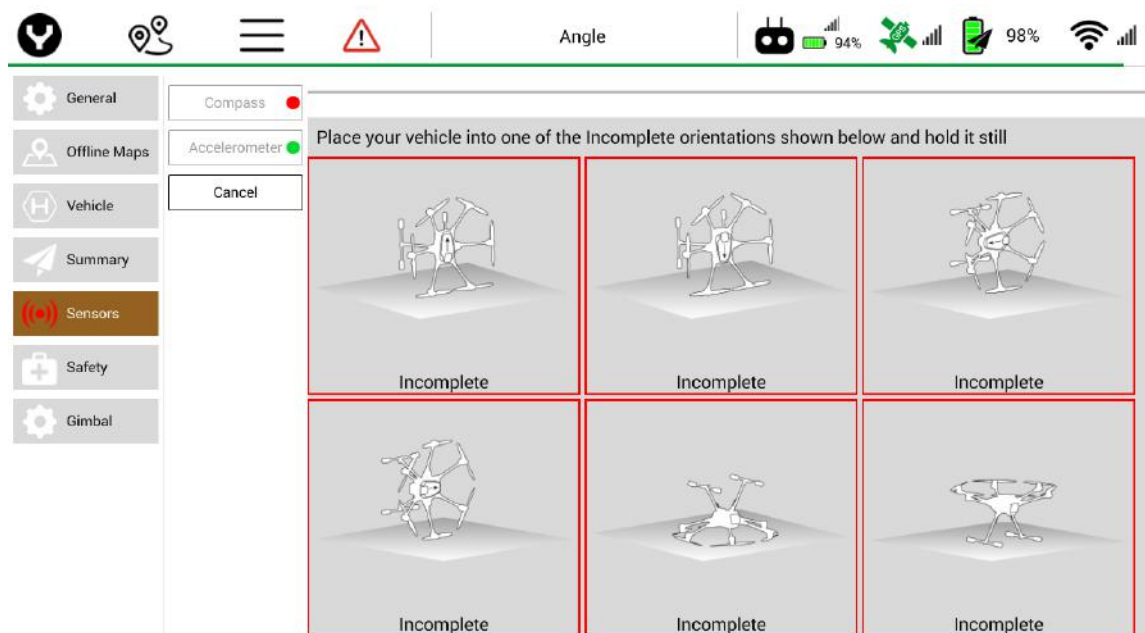 Angle
94%
GPS
98%
General
Offline Maps
Vehicle
Summary
Sensors
Safety
Gimbal
Compass
Accelerometer
Cancel
Place your vehicle into one of the Incomplete orientations shown below and hold it still
Incomplete
Incomplete
Incomplete
Incomplete
Incomplete
Incomplete